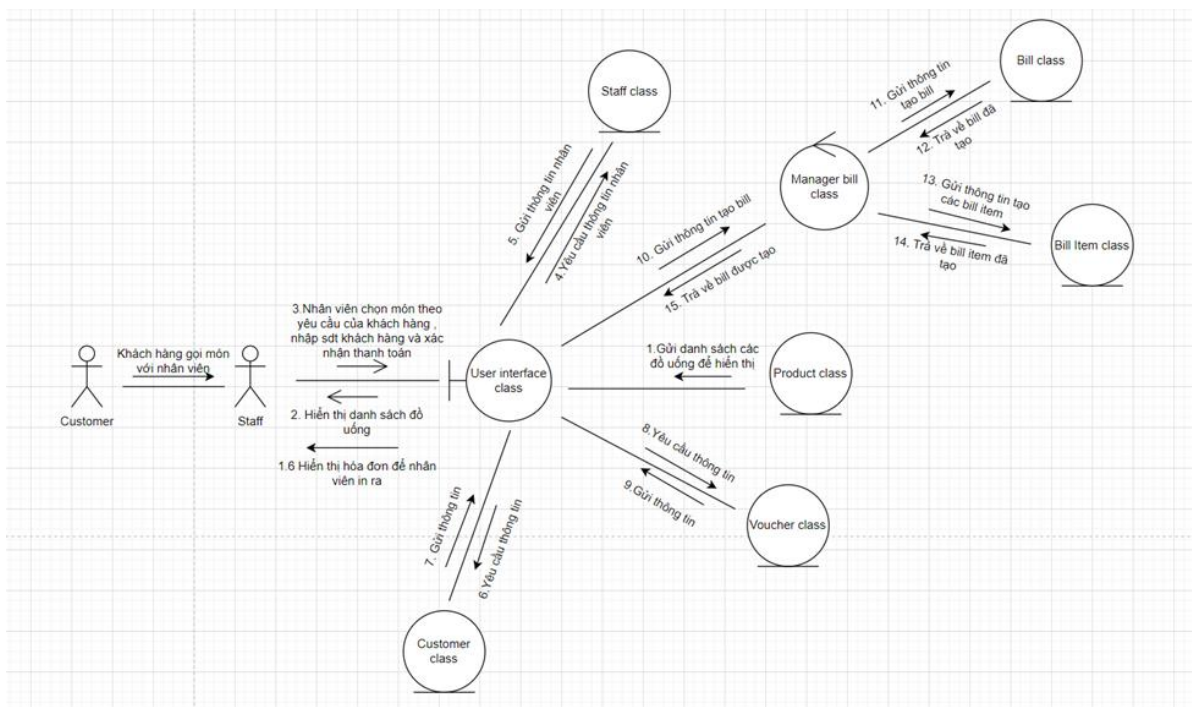 Bill class
Staff class
11. Gửi thông tin
tạo bill
12. Trả về bill đã
tạo
Manager bill
class
13. Gửi thông tin tạo
các bill item
14. Trả về bill item đã
tạo
Bill Item class
5. Gửi thông tin nhân
viên
4.Yêu cầu thông tin nhân
viên
10. Gửi thông tin tạo bill
15. Trả về bill được tạo
3.Nhân viên chọn món theo
yêu cầu của khách hàng ,
nhập sdt khách hàng và xác
nhận thanh toán
Khách hàng gọi món
với nhân viên
Customer
Staff
User interface
class
1.Gửi danh sách các
đồ uống để hiển thị
Product class
2. Hiển thị danh sách đồ
uống
1.6 Hiển thị hóa đơn để nhân
viên in ra
8.Yêu cầu thông tin
9.Gửi thông tin
Voucher class
7. Gửi thông tin
6.Yêu cầu thông tin
Customer
class